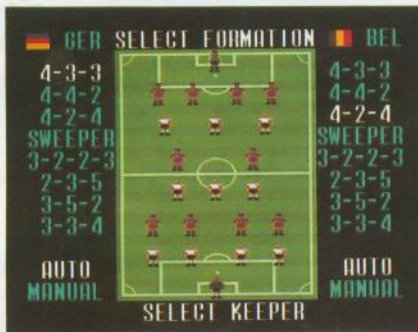 GER SELECT FORMATION BEL
4-3-3 4-3-3
4-4-2 4-4-2
4-2-4 4-2-4
SWEEPER SWEEPER
3-2-2-3 3-2-2-3
2-3-5 2-3-5
3-5-2 3-5-2
3-3-4 3-3-4
AUTO AUTO
MANUAL MANUAL
SELECT KEEPER